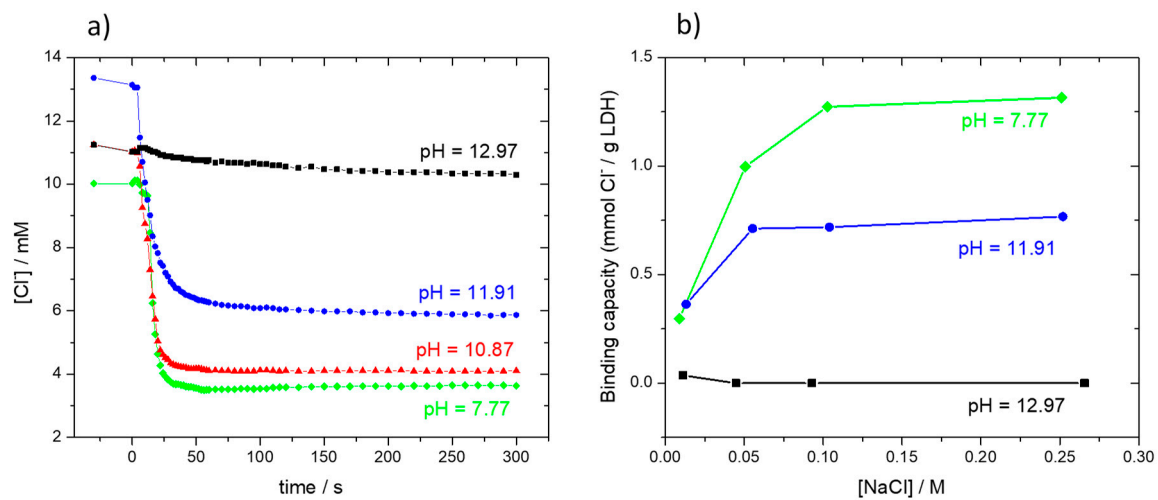 a)
14
12
10
8
6
4
2
[Cl⁻] / mM
pH = 12.97
pH = 11.91
pH = 10.87
pH = 7.77
0 50 100 150 200 250 300
time / s
b)
1.5
1.0
0.5
0.0
Binding capacity (mmol Cl⁻ / g LDH)
pH = 7.77
pH = 11.91
pH = 12.97
0.00 0.05 0.10 0.15 0.20 0.25 0.30
[NaCl] / M